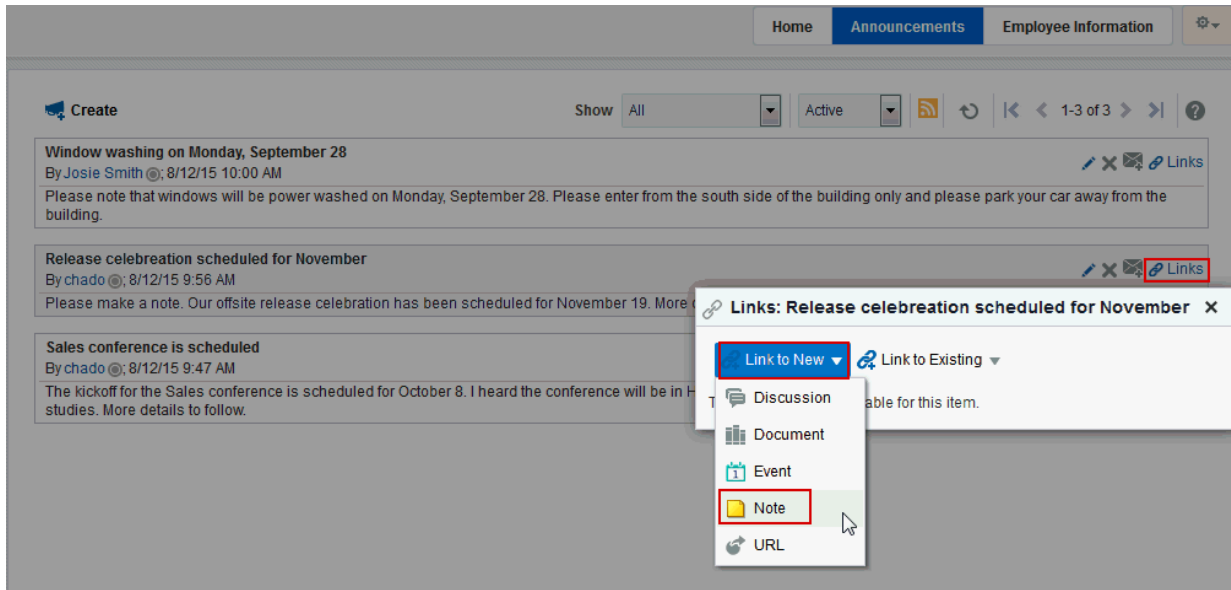 Home Announcements Employee Information
Create Show All Active 1-3 of 3
Window washing on Monday, September 28
By Josie Smith; 8/12/15 10:00 AM
Links
Please note that windows will be power washed on Monday, September 28. Please enter from the south side of the building only and please park your car away from the
building.
Release celebreation scheduled for November
By chado; 8/12/15 9:56 AM
Links
Please make a note. Our offsite release celebration has been scheduled for November 19. More
Links: Release celebreation scheduled for November
Sales conference is scheduled
By chado; 8/12/15 9:47 AM
The kickoff for the Sales conference is scheduled for October 8. I heard the conference will be in H
studies. More details to follow.
Link to New Link to Existing
able for this item.
Discussion
Document
Event
Note
URL